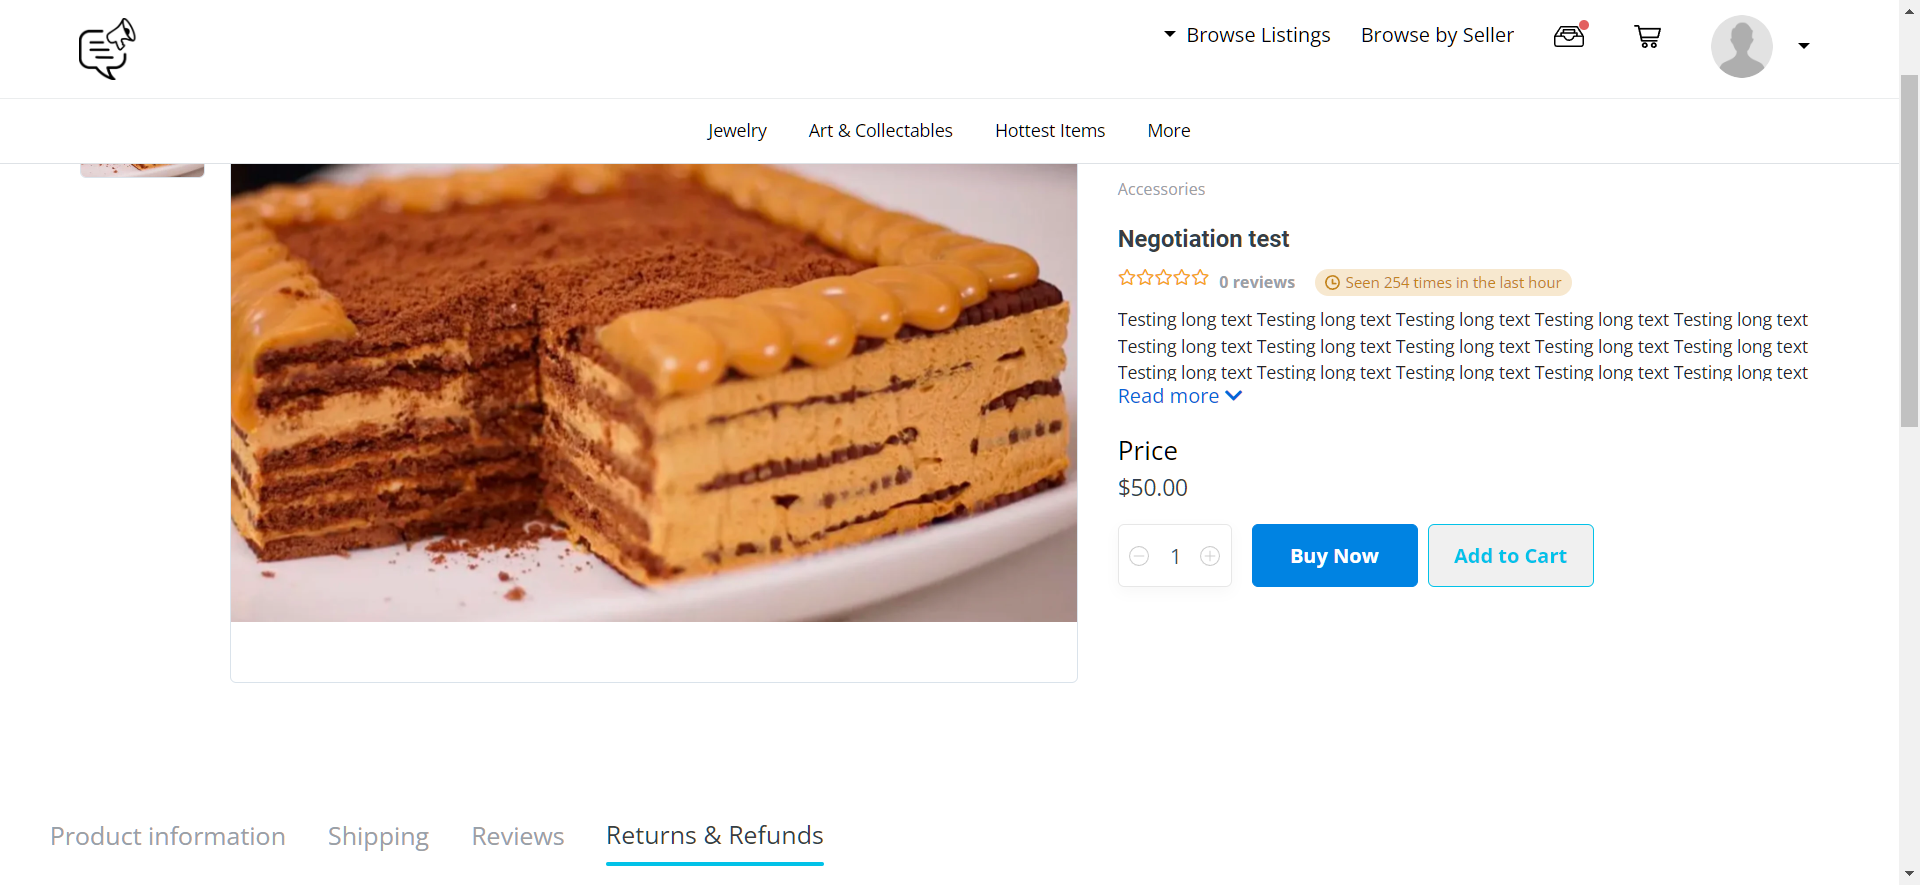 Browse Listings Browse by Seller
Jewelry Art & Collectables Hottest Items More
Accessories
Negotiation test
0 reviews Seen 254 times in the last hour
Testing long text Testing long text Testing long text Testing long text Testing long text
Testing long text Testing long text Testing long text Testing long text Testing long text
Testing long text Testing long text Testing long text Testing long text Testing long text
Read more
Price
$50.00
1 Buy Now Add to Cart
Product information Shipping Reviews Returns & Refunds